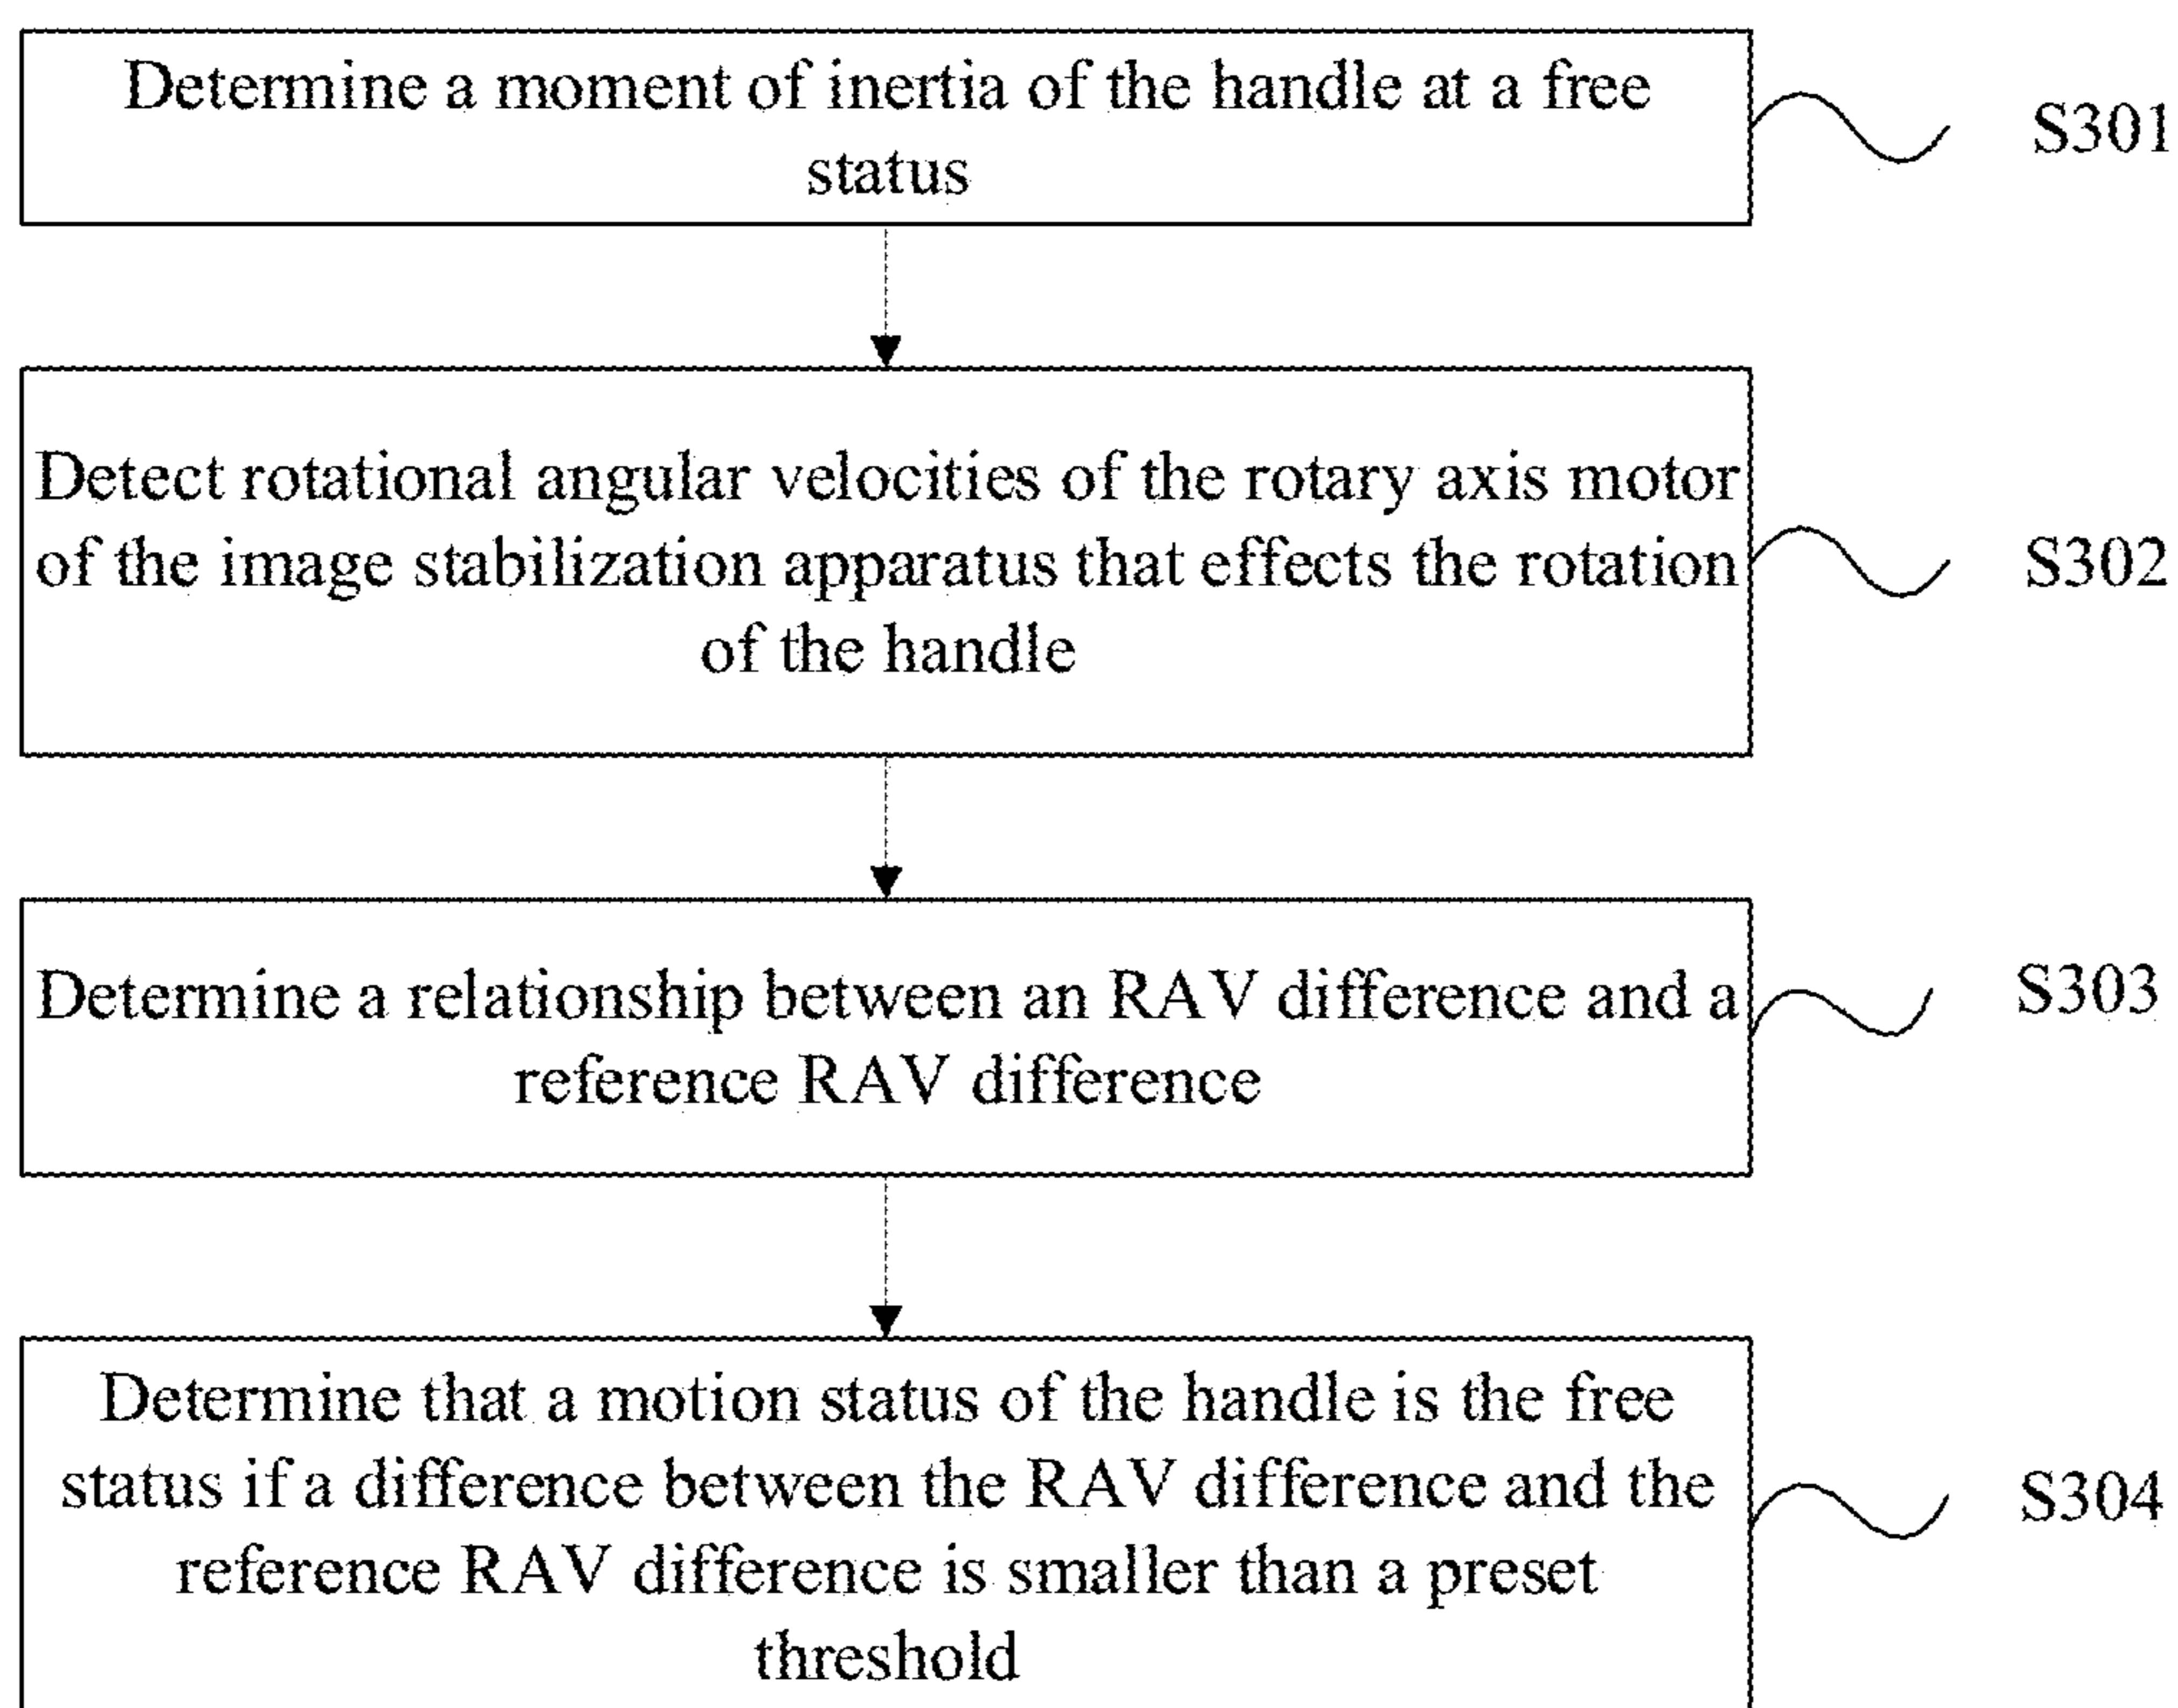 Determine a moment of inertia of the handle at a free
status
S301
Detect rotational angular velocities of the rotary axis motor
of the image stabilization apparatus that effects the rotation
of the handle
S302
Determine a relationship between an RAV difference and a
reference RAV difference
S303
Determine that a motion status of the handle is the free
status if a difference between the RAV difference and the
reference RAV difference is smaller than a preset
threshold
S304